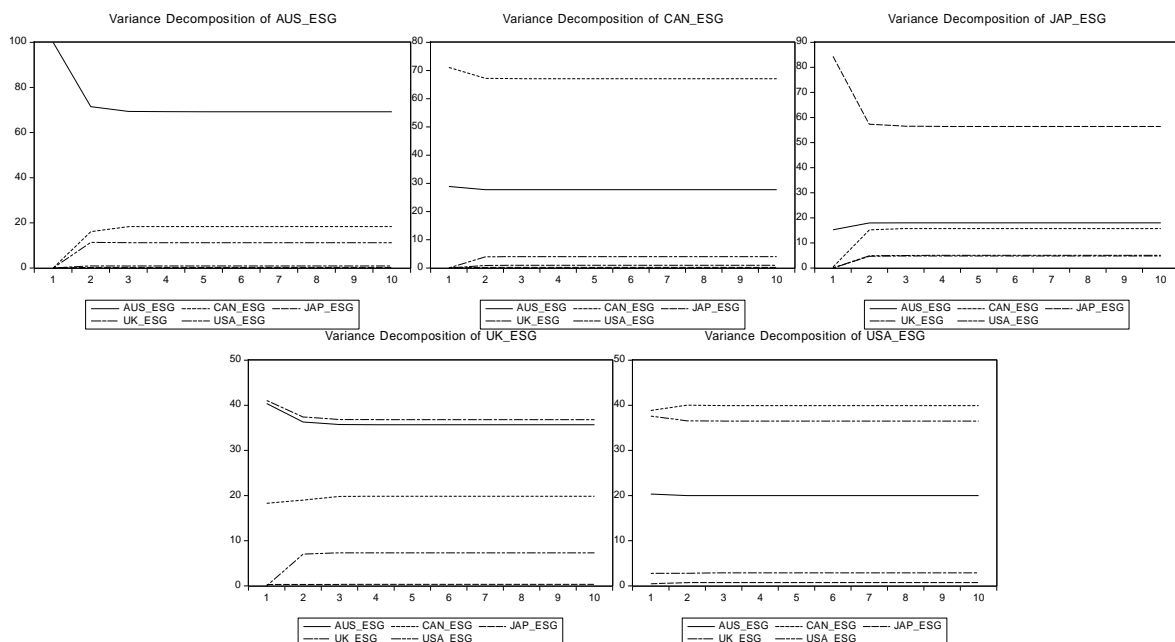 Variance Decomposition of AUS_ESG
100
80
60
40
20
0
1 2 3 4 5 6 7 8 9 10
AUS_ESG CAN_ESG JAP_ESG
UK_ESG USA_ESG
Variance Decomposition of CAN_ESG
80
70
60
50
40
30
20
10
0
1 2 3 4 5 6 7 8 9 10
AUS_ESG CAN_ESG JAP_ESG
UK_ESG USA_ESG
Variance Decomposition of JAP_ESG
90
80
70
60
50
40
30
20
10
0
1 2 3 4 5 6 7 8 9 10
AUS_ESG CAN_ESG JAP_ESG
UK_ESG USA_ESG
Variance Decomposition of UK_ESG
50
40
30
20
10
0
1 2 3 4 5 6 7 8 9 10
AUS_ESG CAN_ESG JAP_ESG
UK_ESG USA_ESG
Variance Decomposition of USA_ESG
50
40
30
20
10
0
1 2 3 4 5 6 7 8 9 10
AUS_ESG CAN_ESG JAP_ESG
UK_ESG USA_ESG